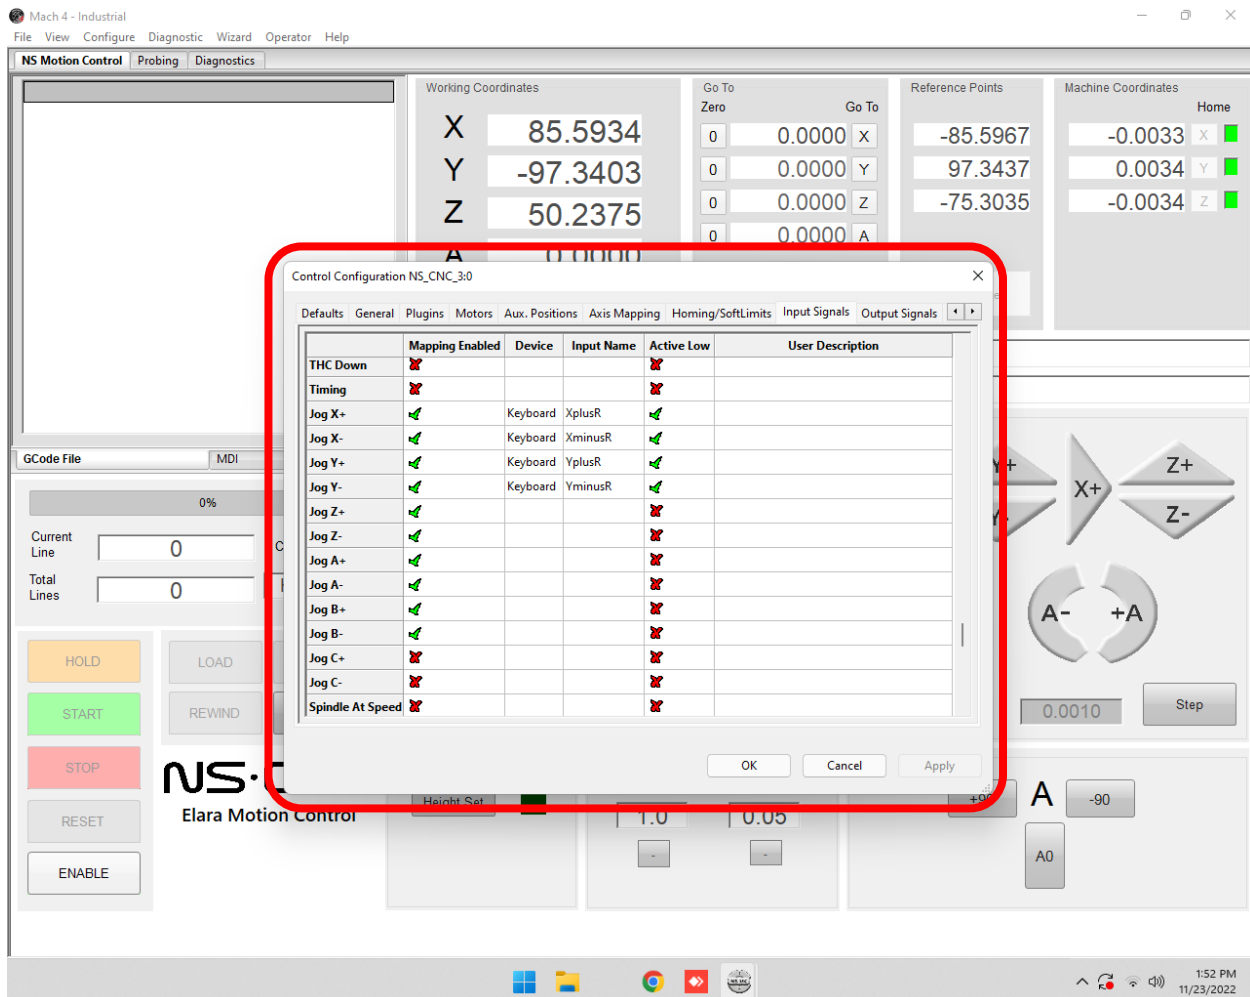 Mach 4 - Industrial
File View Configure Diagnostic Wizard Operator Help
NS Motion Control Probing Diagnostics
Working Coordinates
X 85.5934
Y -97.3403
Z 50.2375
A 0.0000
Go To
Zero Go To
0 0.0000 X
0 0.0000 Y
0 0.0000 Z
0 0.0000 A
Reference Points
-85.5967
97.3437
-75.3035
Machine Coordinates
Home
-0.0033 X
0.0034 Y
-0.0034 Z
Control Configuration NS_CNC_3:0
Defaults General Plugins Motors Aux. Positions Axis Mapping Homing/SoftLimits Input Signals Output Signals
Mapping Enabled Device Input Name Active Low User Description
THC Down
Timing
Jog X+ Keyboard XplusR
Jog X- Keyboard XminusR
Jog Y+ Keyboard YplusR
Jog Y- Keyboard YminusR
Jog Z+
Jog Z-
Jog A+
Jog A-
Jog B+
Jog B-
Jog C+
Jog C-
Spindle At Speed
OK Cancel Apply
GCode File MDI
0%
Current
Line 0
Total
Lines 0
HOLD LOAD
START REWIND
STOP
RESET
ENABLE
Elara Motion Control
Height Set
1.0 0.05
- -
Y+ X+ Z+
Y- Z-
A- +A
0.0010 Step
+90 A -90
A0
1:52 PM
11/23/2022